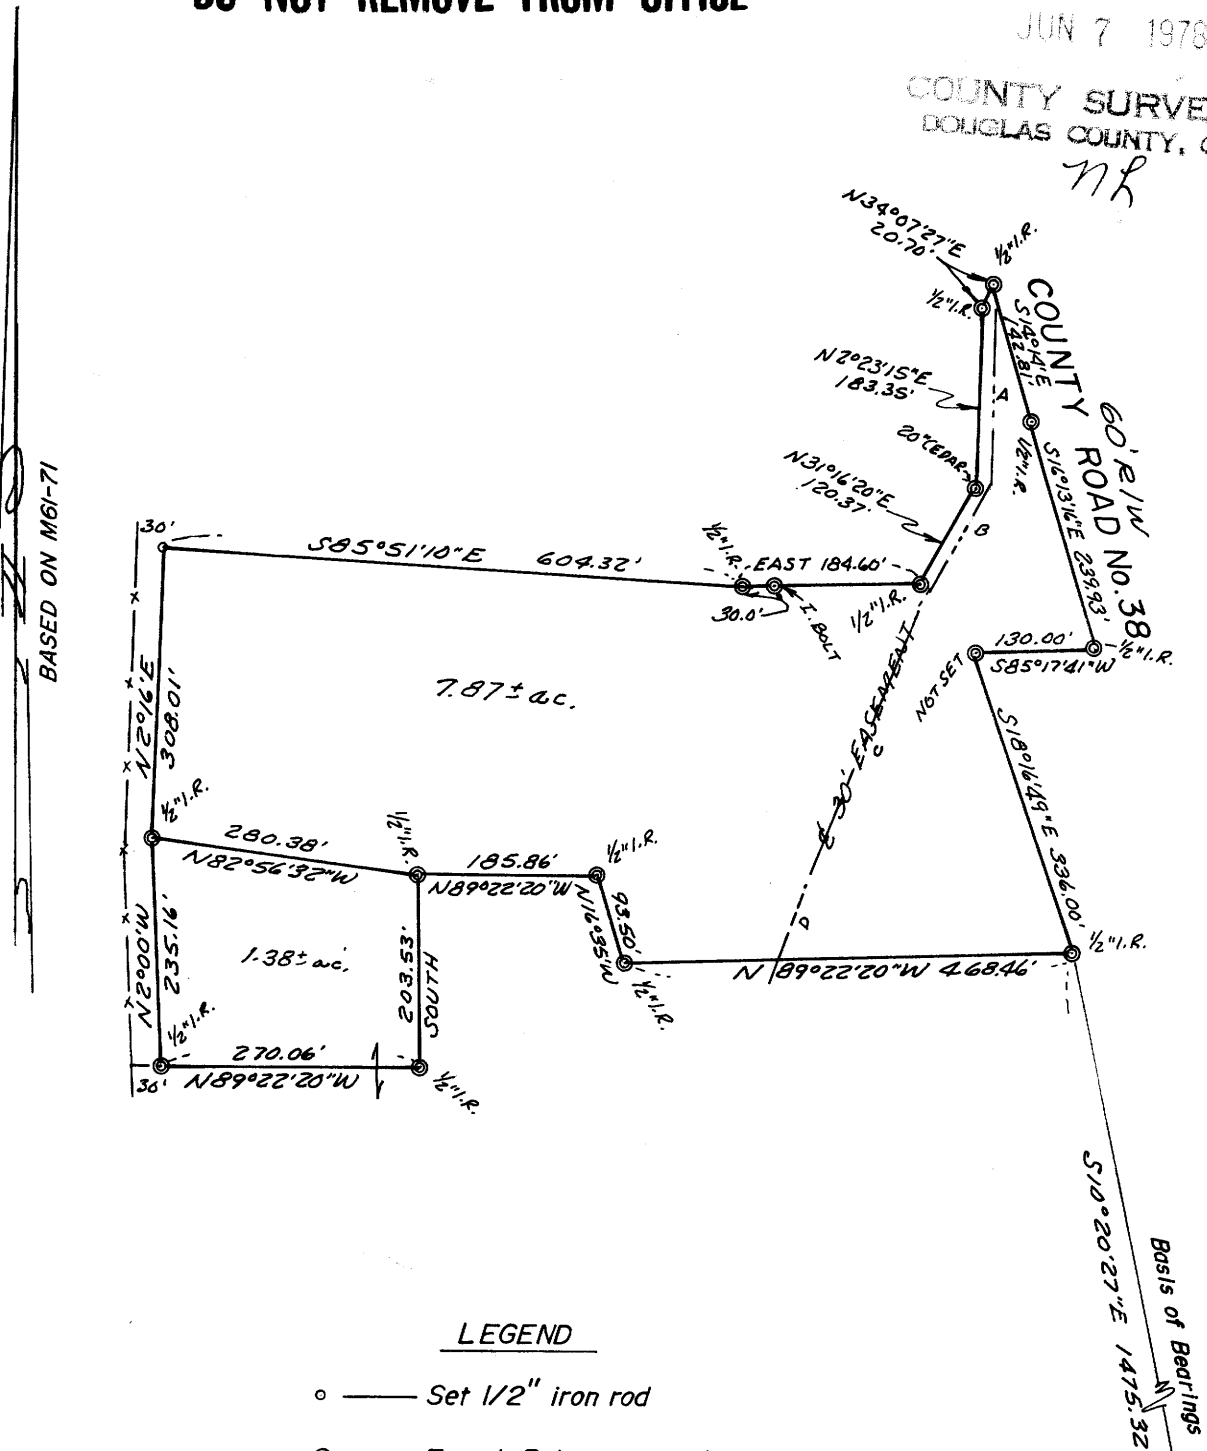 DO NOT REMOVE FROM OFFICE
JUN 7 1978
COUNTY SURVE
DOUGLAS COUNTY,
BASED ON M61-71
N34°07'27"E
20.70'
1/2" I.R.
1/2" I.R.
COUNTY ROAD No. 38
60' R/W
S14°14'E
142.81'
N2°23'15"E
183.35'
A
20" CEDAR
1/2" I.R.
S16°13'16"E 239.93'
N31°16'20"E
120.37'
B
30'
S85°51'10"E 604.32'
1/2" I.R.
EAST 184.60'
30.0'
I. BOLT
1/2" I.R.
130.00'
S85°17'41"W
1/2" I.R.
NOT SET
N2°16'E
308.01'
7.87± ac.
℄ 30' EASEMENT
C
S18°16'49"E 336.00'
1/2" I.R.
280.38'
N82°56'32"W
1/2" I.R.
185.86'
N89°22'20"W
1/2" I.R.
N16°35'W
93.50'
D
N2°00'W
235.16'
1.38± ac.
203.53'
SOUTH
1/2" I.R.
N 89°22'20"W 468.46'
1/2" I.R.
1/2" I.R.
270.06'
N89°22'20"W
30'
1/2" I.R.
S10°20'27"E 1475.32
Basis of Bearings
LEGEND
Set 1/2" iron rod